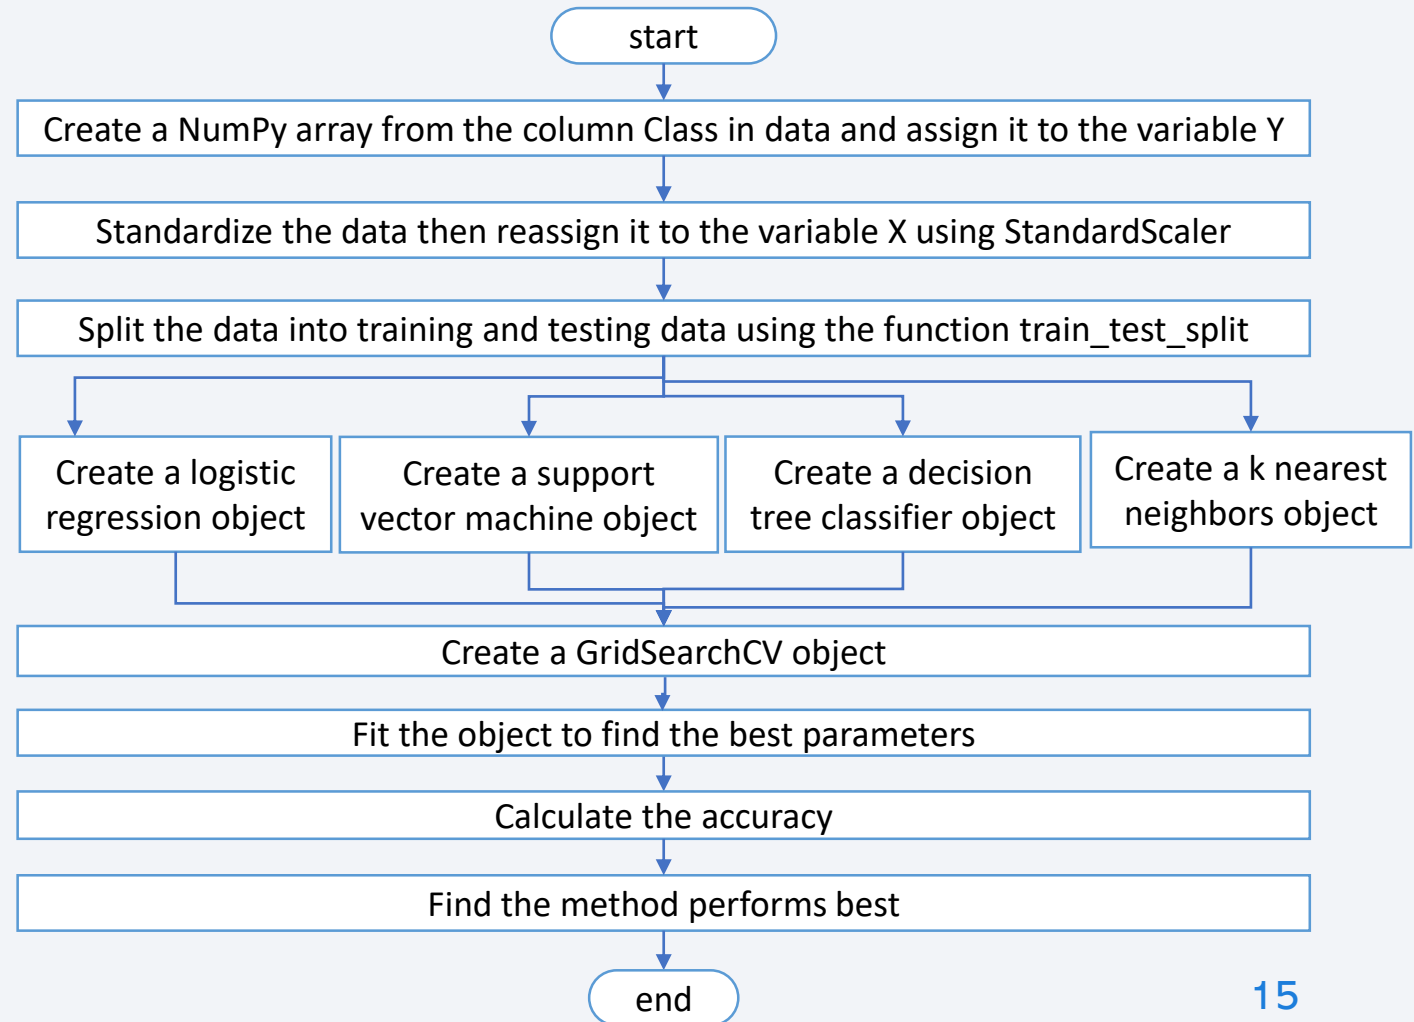 start
Create a NumPy array from the column Class in data and assign it to the variable Y
Standardize the data then reassign it to the variable X using StandardScaler
Split the data into training and testing data using the function train_test_split
Create a logistic
regression object
Create a support
vector machine object
Create a decision
tree classifier object
Create a k nearest
neighbors object
Create a GridSearchCV object
Fit the object to find the best parameters
Calculate the accuracy
Find the method performs best
end
15